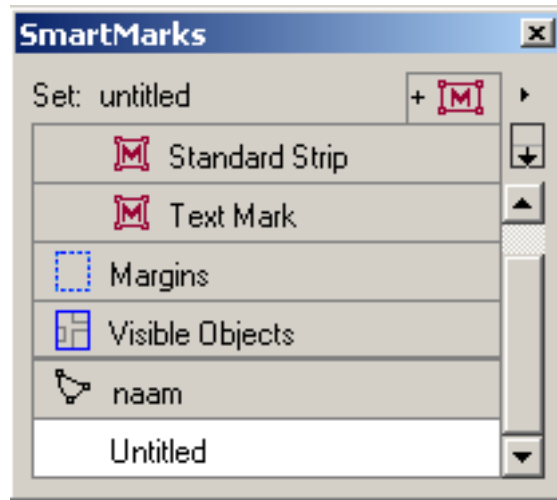 SmartMarks
Set: untitled
Standard Strip
Text Mark
Margins
Visible Objects
naam
Untitled